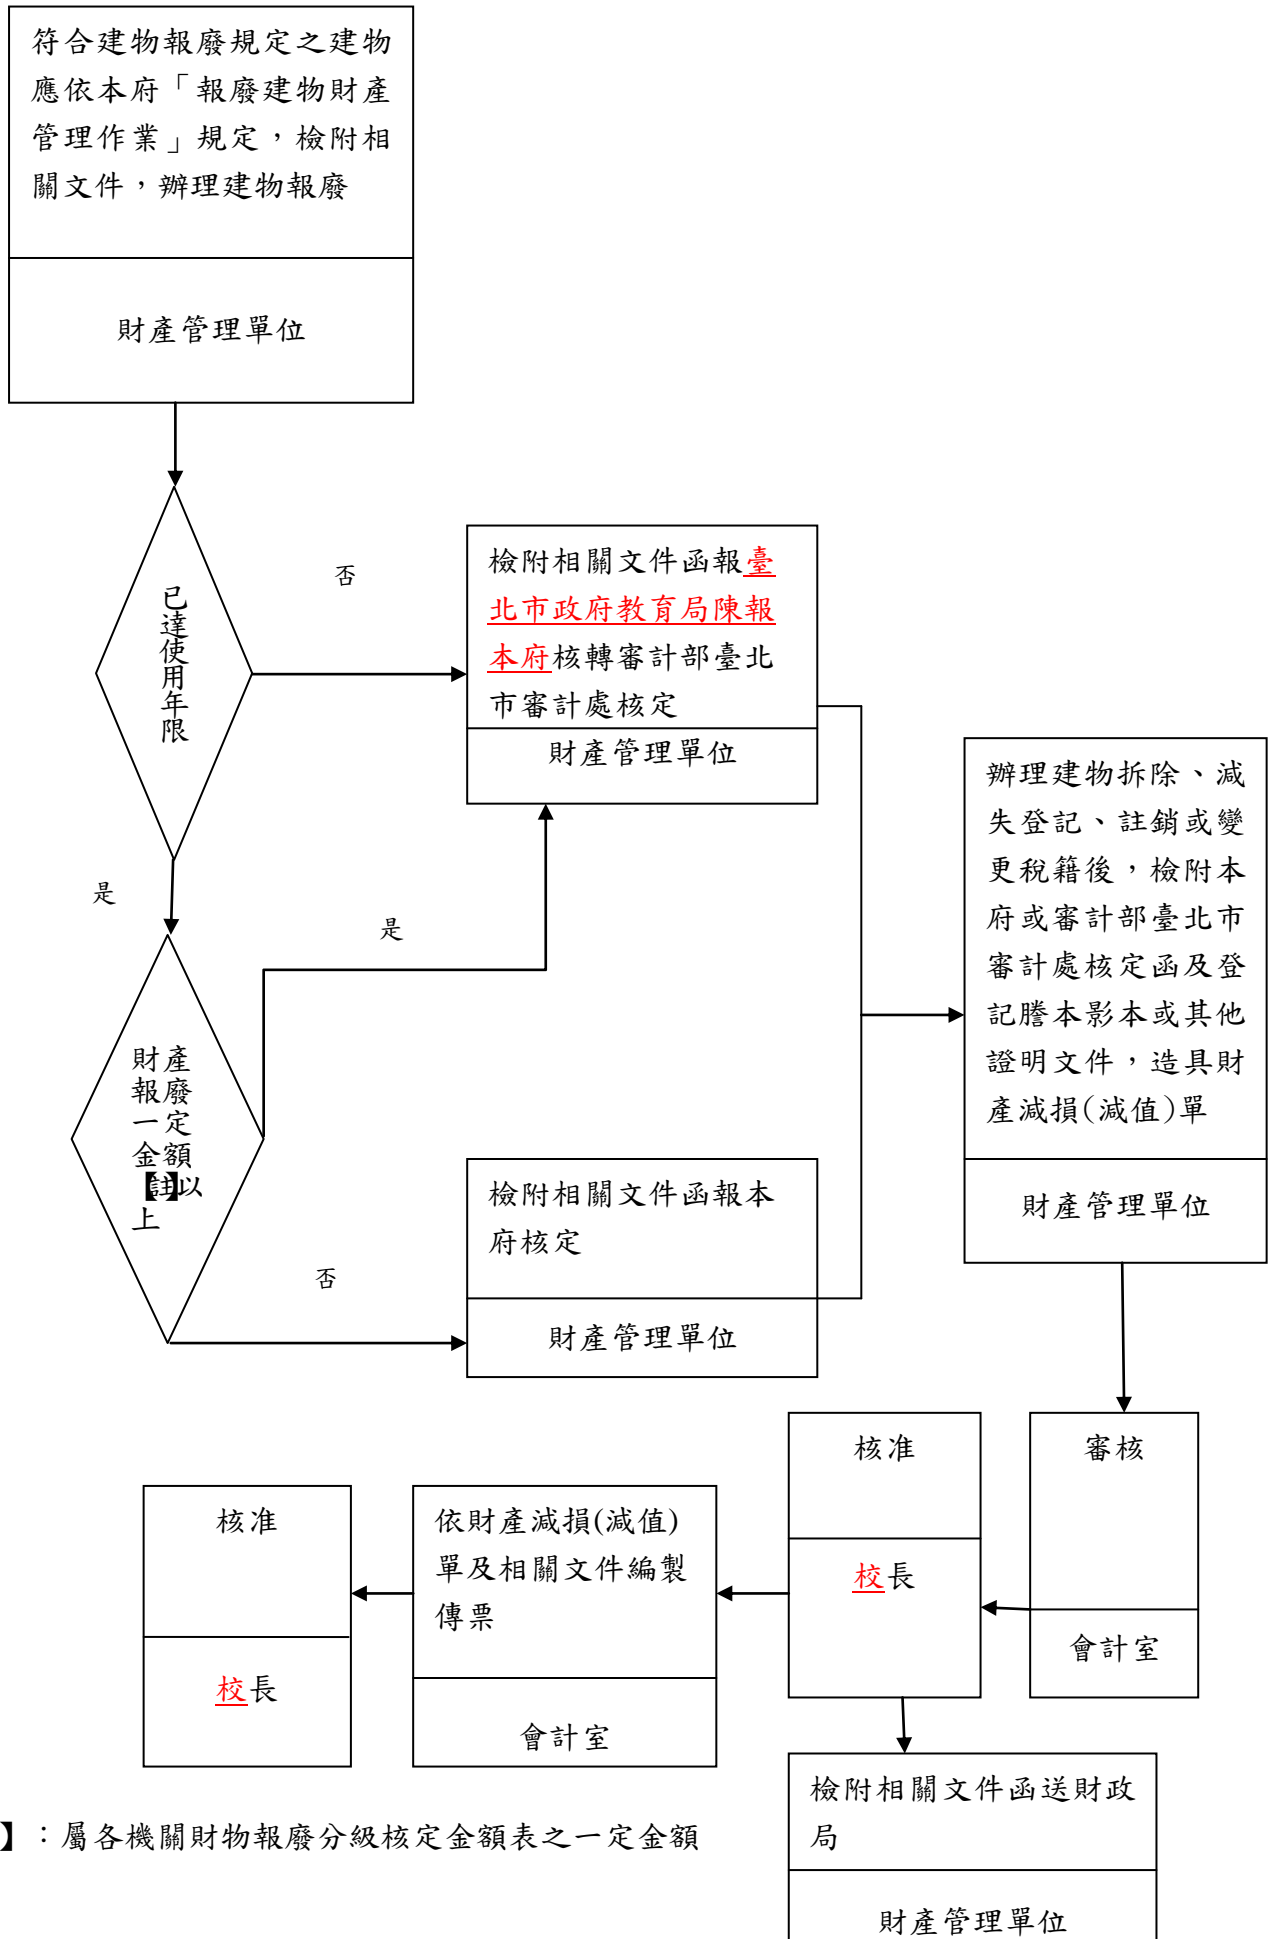 符合建物報廢規定之建物
應依本府「報廢建物財產
管理作業」規定，檢附相
關文件，辦理建物報廢
財產管理單位
已達使用年限
否
檢附相關文件函報臺
北市政府教育局陳報
本府核轉審計部臺北
市審計處核定
財產管理單位
是
是
財產
報廢
一定
金額
【註】以
上
否
檢附相關文件函報本
府核定
財產管理單位
辦理建物拆除、滅
失登記、註銷或變
更稅籍後，檢附本
府或審計部臺北市
審計處核定函及登
記謄本影本或其他
證明文件，造具財
產減損(減值)單
財產管理單位
審核
會計室
核准
校長
依財產減損(減值)
單及相關文件編製
傳票
會計室
核准
校長
檢附相關文件函送財政
局
財產管理單位
】：屬各機關財物報廢分級核定金額表之一定金額